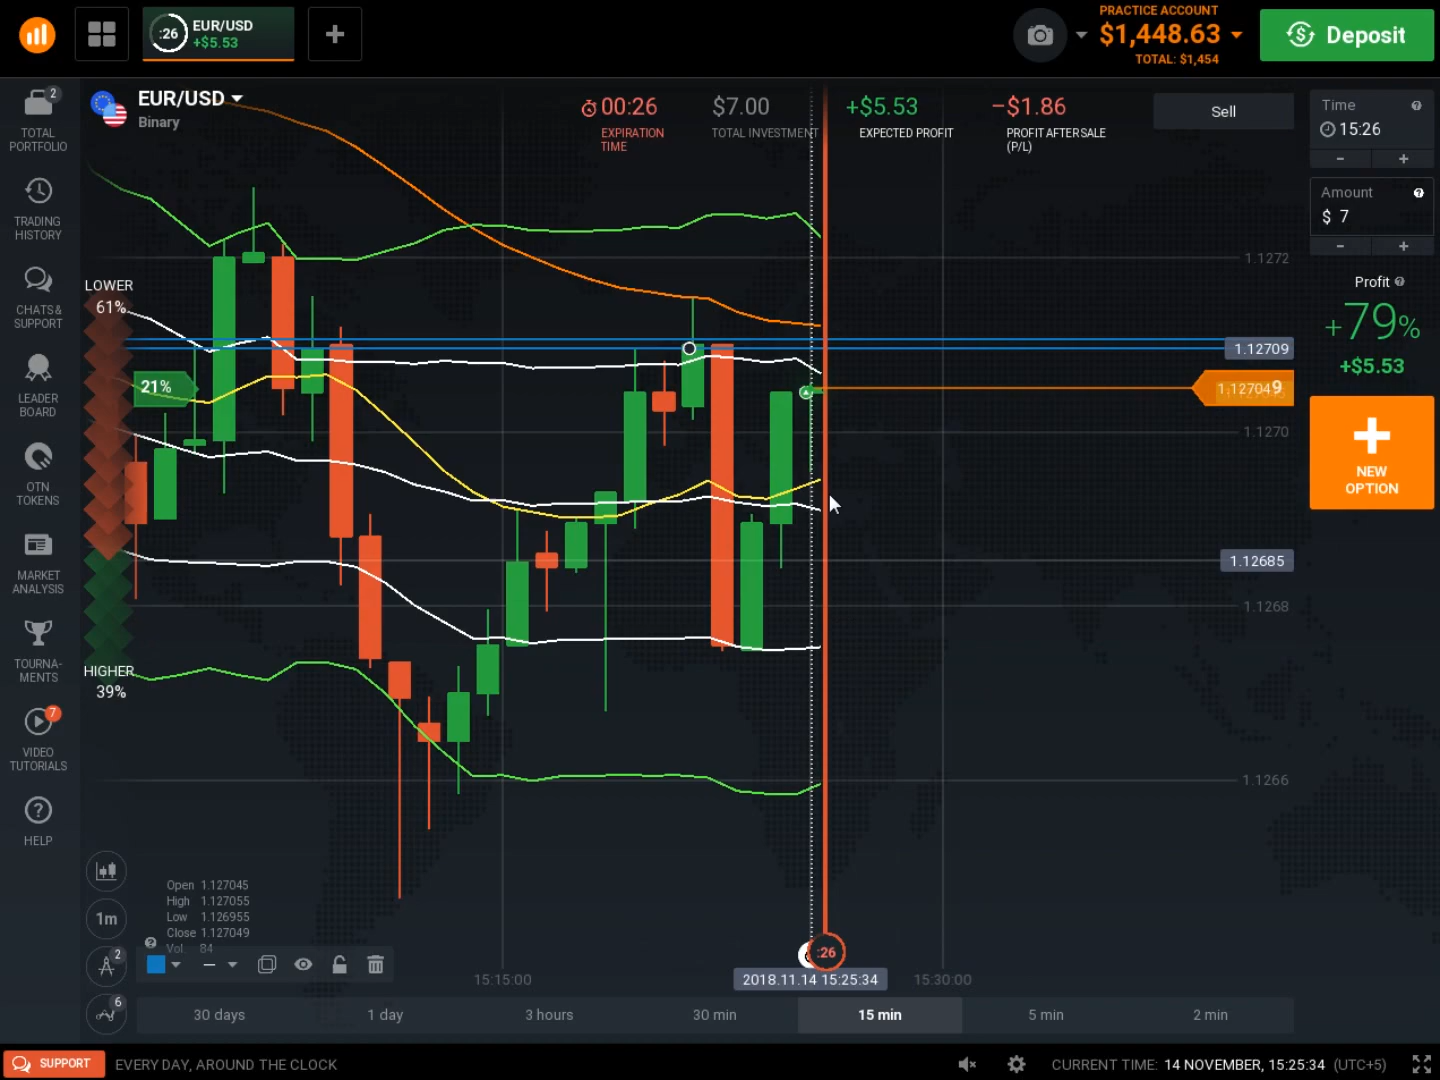 :26
EUR/USD
+$5.53
PRACTICE ACCOUNT
$1,448.63
TOTAL: $1,454
Deposit
2
TOTAL
PORTFOLIO
TRADING
HISTORY
CHATS &
SUPPORT
LEADER
BOARD
OTN
TOKENS
MARKET
ANALYSIS
TOURNA-
MENTS
7
VIDEO
TUTORIALS
HELP
EUR/USD
Binary
00:26
EXPIRATION
TIME
$7.00
TOTAL INVESTMENT
+$5.53
EXPECTED PROFIT
−$1.86
PROFIT AFTER SALE
(P/L)
Sell
Time
15:26
Amount
$ 7
Profit
+79%
+$5.53
NEW
OPTION
LOWER
61%
21%
HIGHER
39%
1.1272
1.12709
1.127049
1.1270
1.12685
1.1268
1.1266
1m
2
6
Open 1.127045
High 1.127055
Low 1.126955
Close 1.127049
Vol. 84
:26
15:15:00
2018.11.14 15:25:34
15:30:00
30 days
1 day
3 hours
30 min
15 min
5 min
2 min
SUPPORT
EVERY DAY, AROUND THE CLOCK
CURRENT TIME: 14 NOVEMBER, 15:25:34 (UTC+5)